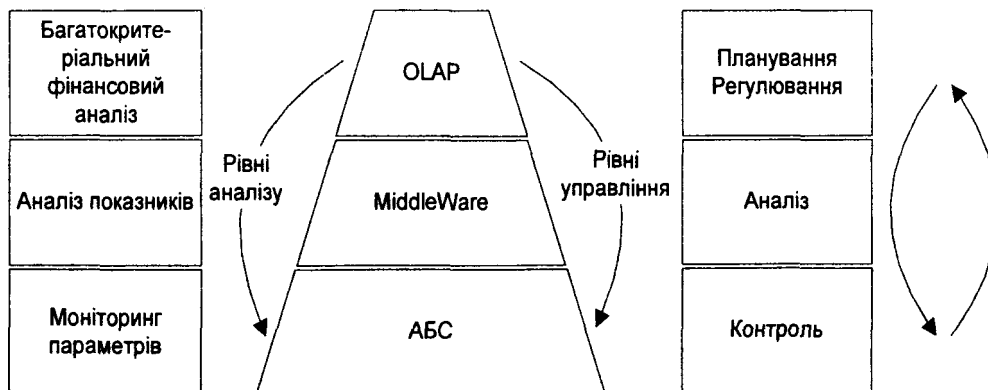 Багатокрите-
ріальний
фінансовий
аналіз
OLAP
Планування
Регулювання
Рівні
аналізу
Рівні
управління
Аналіз показників
MiddleWare
Аналіз
Моніторинг
параметрів
АБС
Контроль